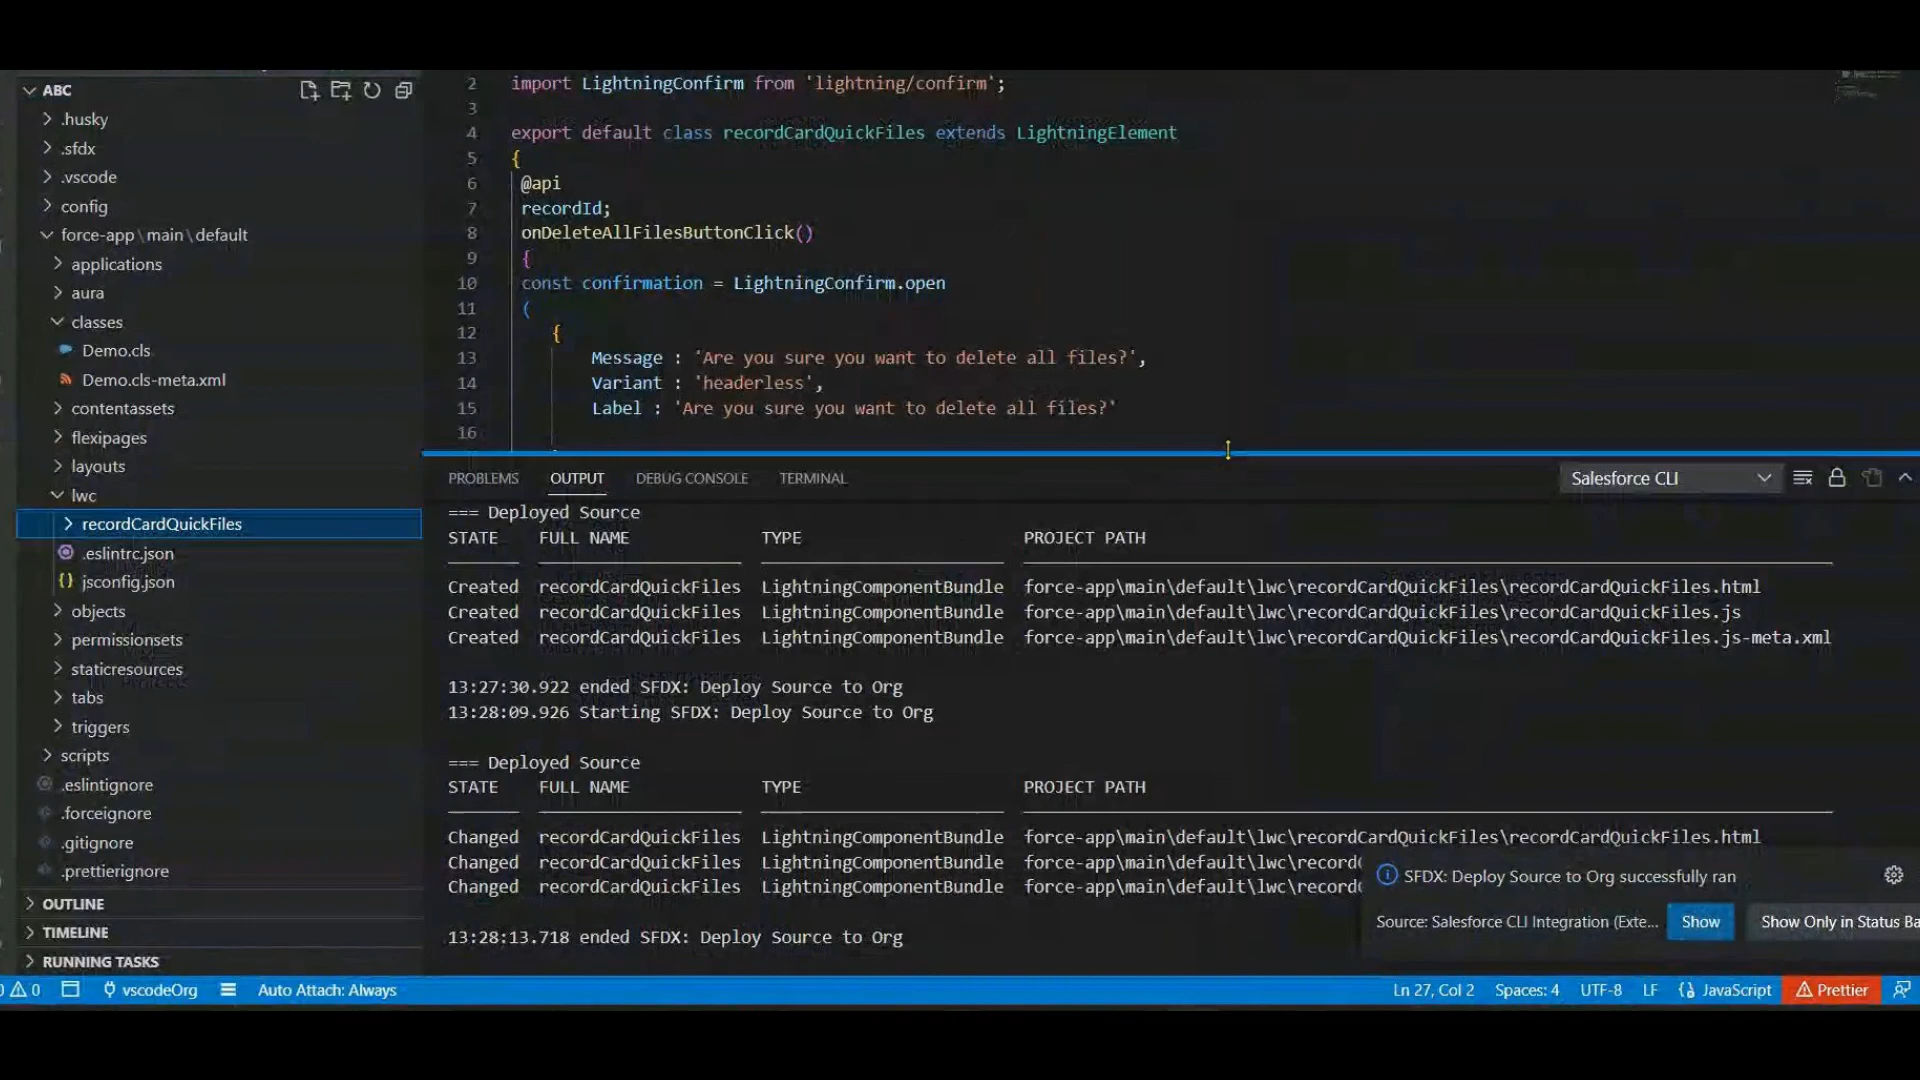 ABC
.husky
.sfdx
.vscode
config
force-app\main\default
applications
aura
classes
Demo.cls
Demo.cls-meta.xml
contentassets
flexipages
layouts
lwc
recordCardQuickFiles
.eslintrc.json
jsconfig.json
objects
permissionsets
staticresources
tabs
triggers
scripts
.eslintignore
.forceignore
.gitignore
.prettierignore
OUTLINE
TIMELINE
RUNNING TASKS
2 import LightningConfirm from 'lightning/confirm';
3
4 export default class recordCardQuickFiles extends LightningElement
5 {
6 @api
7 recordId;
8 onDeleteAllFilesButtonClick()
9 {
10 const confirmation = LightningConfirm.open
11 (
12 {
13 Message : 'Are you sure you want to delete all files?',
14 Variant : 'headerless',
15 Label : 'Are you sure you want to delete all files?'
16
PROBLEMS OUTPUT DEBUG CONSOLE TERMINAL Salesforce CLI
=== Deployed Source
STATE FULL NAME TYPE PROJECT PATH
Created recordCardQuickFiles LightningComponentBundle force-app\main\default\lwc\recordCardQuickFiles\recordCardQuickFiles.html
Created recordCardQuickFiles LightningComponentBundle force-app\main\default\lwc\recordCardQuickFiles\recordCardQuickFiles.js
Created recordCardQuickFiles LightningComponentBundle force-app\main\default\lwc\recordCardQuickFiles\recordCardQuickFiles.js-meta.xml
13:27:30.922 ended SFDX: Deploy Source to Org
13:28:09.926 Starting SFDX: Deploy Source to Org
=== Deployed Source
STATE FULL NAME TYPE PROJECT PATH
Changed recordCardQuickFiles LightningComponentBundle force-app\main\default\lwc\recordCardQuickFiles\recordCardQuickFiles.html
Changed recordCardQuickFiles LightningComponentBundle force-app\main\default\lwc\record
Changed recordCardQuickFiles LightningComponentBundle force-app\main\default\lwc\record
13:28:13.718 ended SFDX: Deploy Source to Org
SFDX: Deploy Source to Org successfully ran
Source: Salesforce CLI Integration (Exte... Show Show Only in Status Ba
0 0 vscodeOrg Auto Attach: Always Ln 27, Col 2 Spaces: 4 UTF-8 LF {} JavaScript Prettier